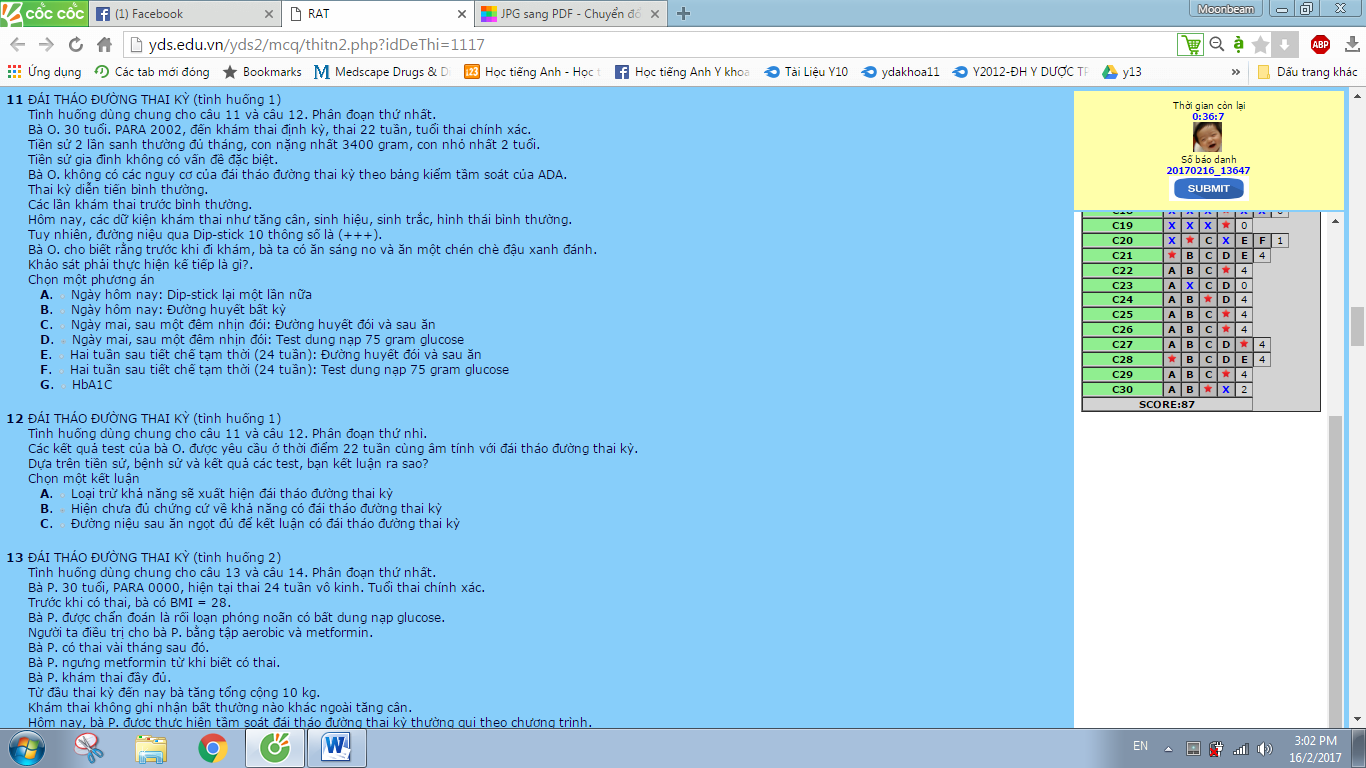 cốc cốc
(1) Facebook
RAT
JPG sang PDF - Chuyển đổi
Moonbeam
yds.edu.vn/yds2/mcq/thitn2.php?idDeThi=1117
ABP
Ứng dụng
Các tab mới đóng
Bookmarks
Medscape Drugs & Di
Học tiếng Anh - Học t
Học tiếng Anh Y khoa
Tài Liệu Y10
ydakhoa11
Y2012-ĐH Y DƯỢC TP
y13
»
Dấu trang khác
11 ĐÁI THÁO ĐƯỜNG THAI KỲ (tình huống 1)
Tình huống dùng chung cho câu 11 và câu 12. Phân đoạn thứ nhất.
Bà O. 30 tuổi. PARA 2002, đến khám thai định kỳ, thai 22 tuần, tuổi thai chính xác.
Tiền sử 2 lần sanh thường đủ tháng, con nặng nhất 3400 gram, con nhỏ nhất 2 tuổi.
Tiền sử gia đình không có vấn đề đặc biệt.
Bà O. không có các nguy cơ của đái tháo đường thai kỳ theo bảng kiểm tầm soát của ADA.
Thai kỳ diễn tiến bình thường.
Các lần khám thai trước bình thường.
Hôm nay, các dữ kiện khám thai như tăng cân, sinh hiệu, sinh trắc, hình thái bình thường.
Tuy nhiên, đường niệu qua Dip-stick 10 thông số là (+++).
Bà O. cho biết rằng trước khi đi khám, bà ta có ăn sáng no và ăn một chén chè đậu xanh đánh.
Khảo sát phải thực hiện kế tiếp là gì?.
Chọn một phương án
A. Ngày hôm nay: Dip-stick lại một lần nữa
B. Ngày hôm nay: Đường huyết bất kỳ
C. Ngày mai, sau một đêm nhịn đói: Đường huyết đói và sau ăn
D. Ngày mai, sau một đêm nhịn đói: Test dung nạp 75 gram glucose
E. Hai tuần sau tiết chế tạm thời (24 tuần): Đường huyết đói và sau ăn
F. Hai tuần sau tiết chế tạm thời (24 tuần): Test dung nạp 75 gram glucose
G. HbA1C
12 ĐÁI THÁO ĐƯỜNG THAI KỲ (tình huống 1)
Tình huống dùng chung cho câu 11 và câu 12. Phân đoạn thứ nhì.
Các kết quả test của bà O. được yêu cầu ở thời điểm 22 tuần cùng âm tính với đái tháo đường thai kỳ.
Dựa trên tiền sử, bệnh sử và kết quả các test, bạn kết luận ra sao?
Chọn một kết luận
A. Loại trừ khả năng sẽ xuất hiện đái tháo đường thai kỳ
B. Hiện chưa đủ chứng cứ về khả năng có đái tháo đường thai kỳ
C. Đường niệu sau ăn ngọt đủ để kết luận có đái tháo đường thai kỳ
13 ĐÁI THÁO ĐƯỜNG THAI KỲ (tình huống 2)
Tình huống dùng chung cho câu 13 và câu 14. Phân đoạn thứ nhất.
Bà P. 30 tuổi, PARA 0000, hiện tại thai 24 tuần vô kinh. Tuổi thai chính xác.
Trước khi có thai, bà có BMI = 28.
Bà P. được chẩn đoán là rối loạn phóng noãn có bất dung nạp glucose.
Người ta điều trị cho bà P. bằng tập aerobic và metformin.
Bà P. có thai vài tháng sau đó.
Bà P. ngưng metformin từ khi biết có thai.
Bà P. khám thai đầy đủ.
Từ đầu thai kỳ đến nay bà tăng tổng cộng 10 kg.
Khám thai không ghi nhận bất thường nào khác ngoài tăng cân.
Hôm nay, bà P. được thực hiện tầm soát đái tháo đường thai kỳ thường qui theo chương trình.
Thời gian còn lại
0:36:7
Số báo danh
20170216_13647
SUBMIT
C18 X X X X X 0
C19 X X X 0
C20 X C X E F 1
C21 B C D E 4
C22 A B C 4
C23 A X C D 0
C24 A B D 4
C25 A B C 4
C26 A B C 4
C27 A B C D 4
C28 B C D E 4
C29 A B C 4
C30 A B X 2
SCORE:87
EN
3:02 PM
16/2/2017